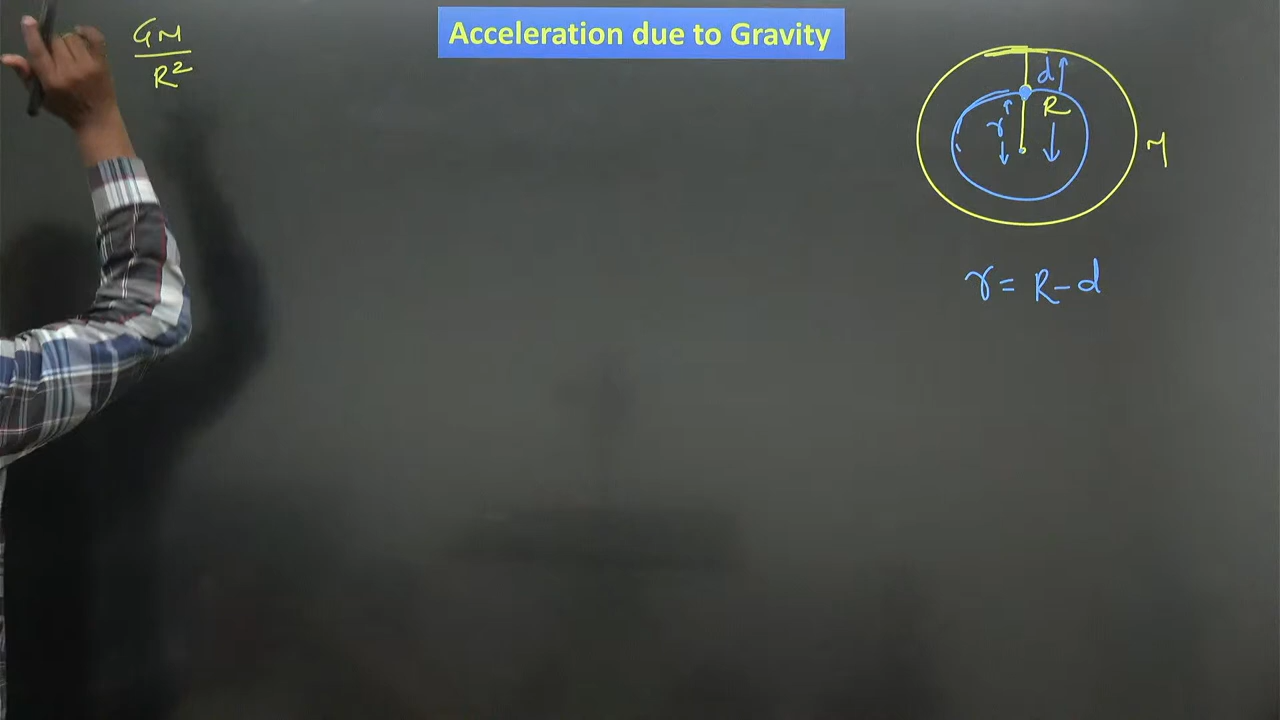 Acceleration due to Gravity
GM
R²
d
R
r
M
r = R - d